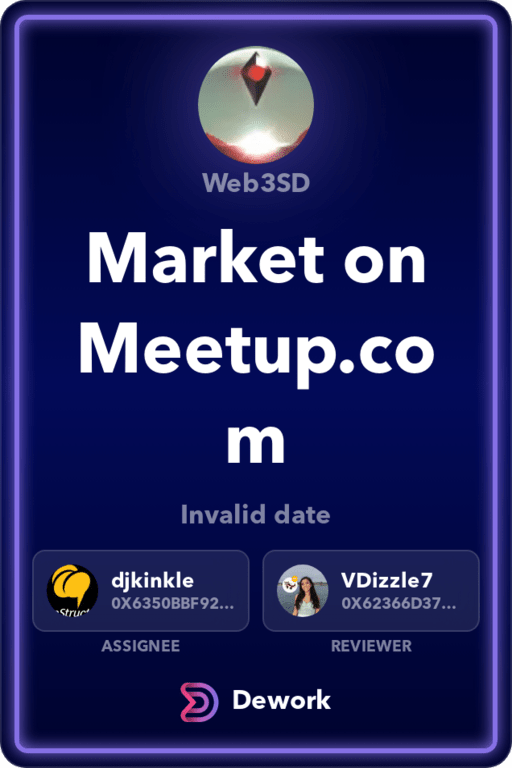 Web3SD
Market on
Meetup.co
m
Invalid date
djkinkle
0X6350BBF92...
VDizzle7
0X62366D37...
ASSIGNEE
REVIEWER
Dework